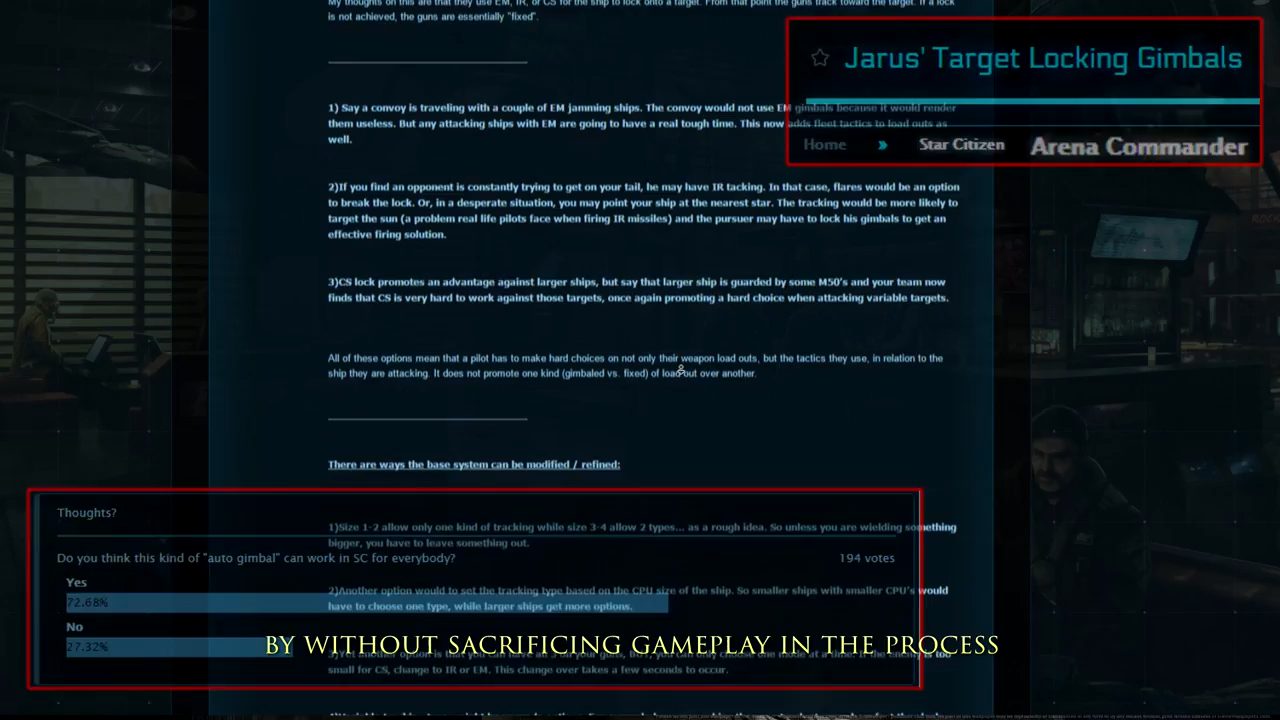 My thoughts on this are that they use EM, IR, or CS for the ship to lock onto a target. From that point the guns track toward the target. If a lock
is not achieved, the guns are essentially "fixed".
Jarus' Target Locking Gimbals
Home » Star Citizen Arena Commander
1) Say a convoy is traveling with a couple of EM jamming ships. The convoy would not use EM gimbals because it would render
them useless. But any attacking ships with EM are going to have a real tough time. This now adds fleet tactics to load outs as
well.
2)If you find an opponent is constantly trying to get on your tail, he may have IR tacking. In that case, flares would be an option
to break the lock. Or, in a desperate situation, you may point your ship at the nearest star. The tracking would be more likely to
target the sun (a problem real life pilots face when firing IR missiles) and the pursuer may have to lock his gimbals to get an
effective firing solution.
3)CS lock promotes an advantage against larger ships, but say that larger ship is guarded by some M50's and your team now
finds that CS is very hard to work against those targets, once again promoting a hard choice when attacking variable targets.
All of these options mean that a pilot has to make hard choices on not only their weapon load outs, but the tactics they use, in relation to the
ship they are attacking. It does not promote one kind (gimbaled vs. fixed) of load out over another.
There are ways the base system can be modified / refined:
1)Size 1-2 allow only one kind of tracking while size 3-4 allow 2 types... as a rough idea. So unless you are wielding something
bigger, you have to leave something out.
2)Another option would to set the tracking type based on the CPU size of the ship. So smaller ships with smaller CPU's would
have to choose one type, while larger ships get more options.
small for CS, change to IR or EM. This change over takes a few seconds to occur.
Thoughts?
Do you think this kind of "auto gimbal" can work in SC for everybody? 194 votes
Yes
72.68%
No
27.32%
BY WITHOUT SACRIFICING GAMEPLAY IN THE PROCESS